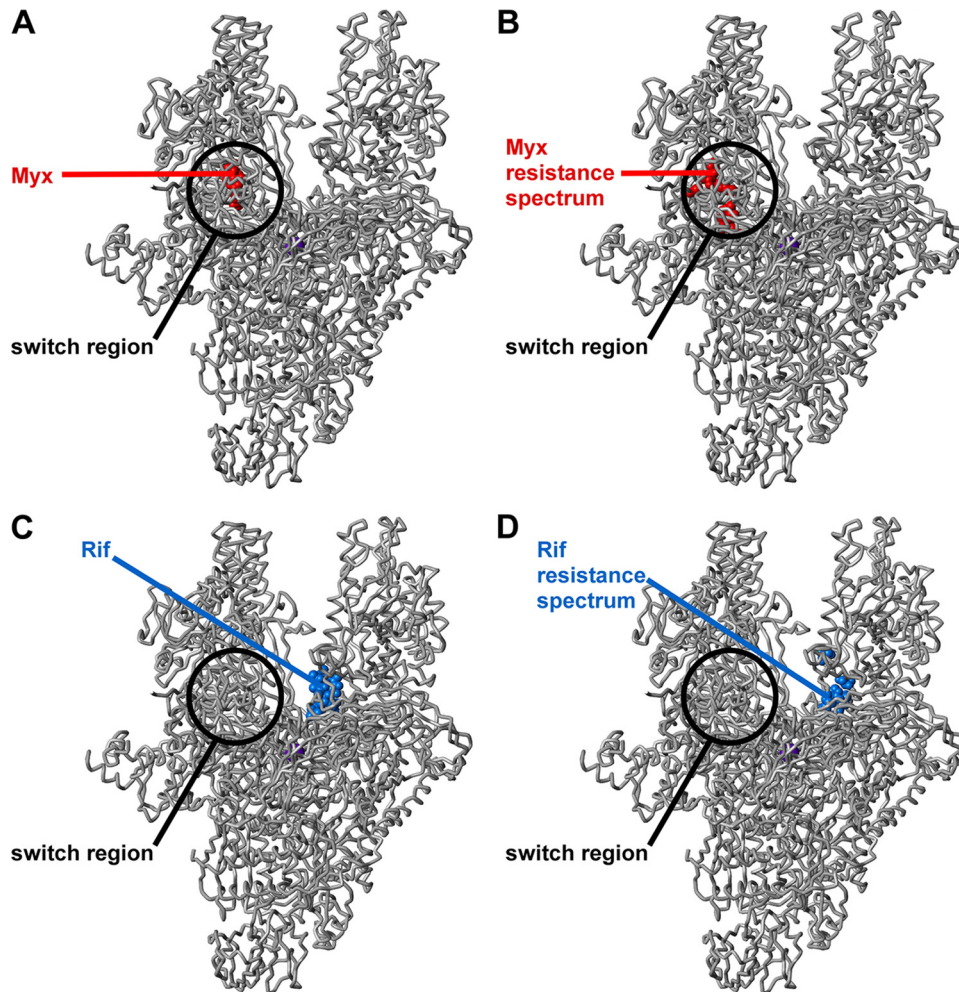 A
Myx
switch region
B
Myx
resistance
spectrum
switch region
C
Rif
switch region
D
Rif
resistance
spectrum
switch region